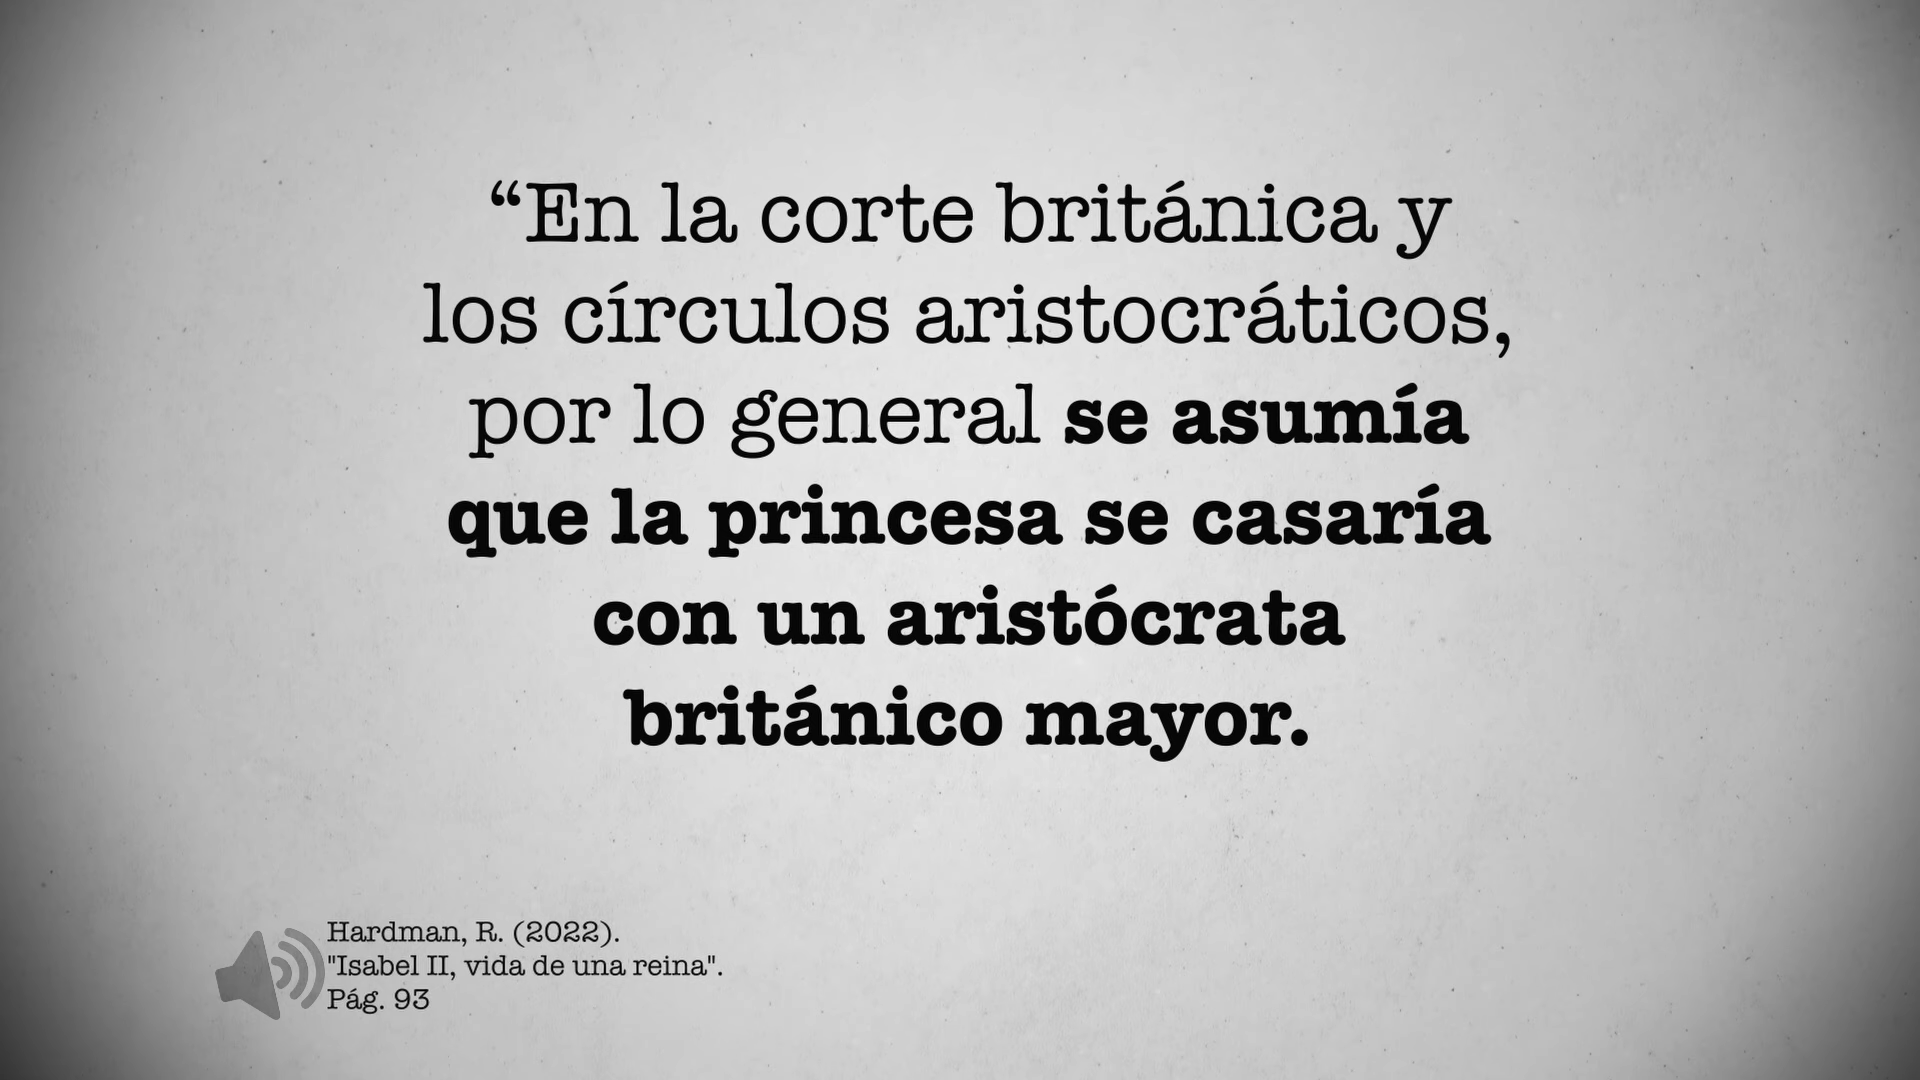 “En la corte británica y
los círculos aristocráticos,
por lo general se asumía
que la princesa se casaría
con un aristócrata
británico mayor.
Hardman, R. (2022).
"Isabel II, vida de una reina".
Pág. 93